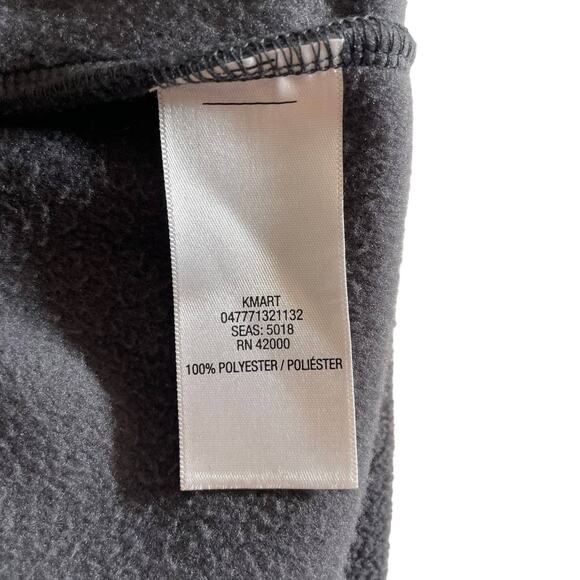 KMART
047771321132
SEAS: 5018
RN 42000
100% POLYESTER / POLIÉSTER